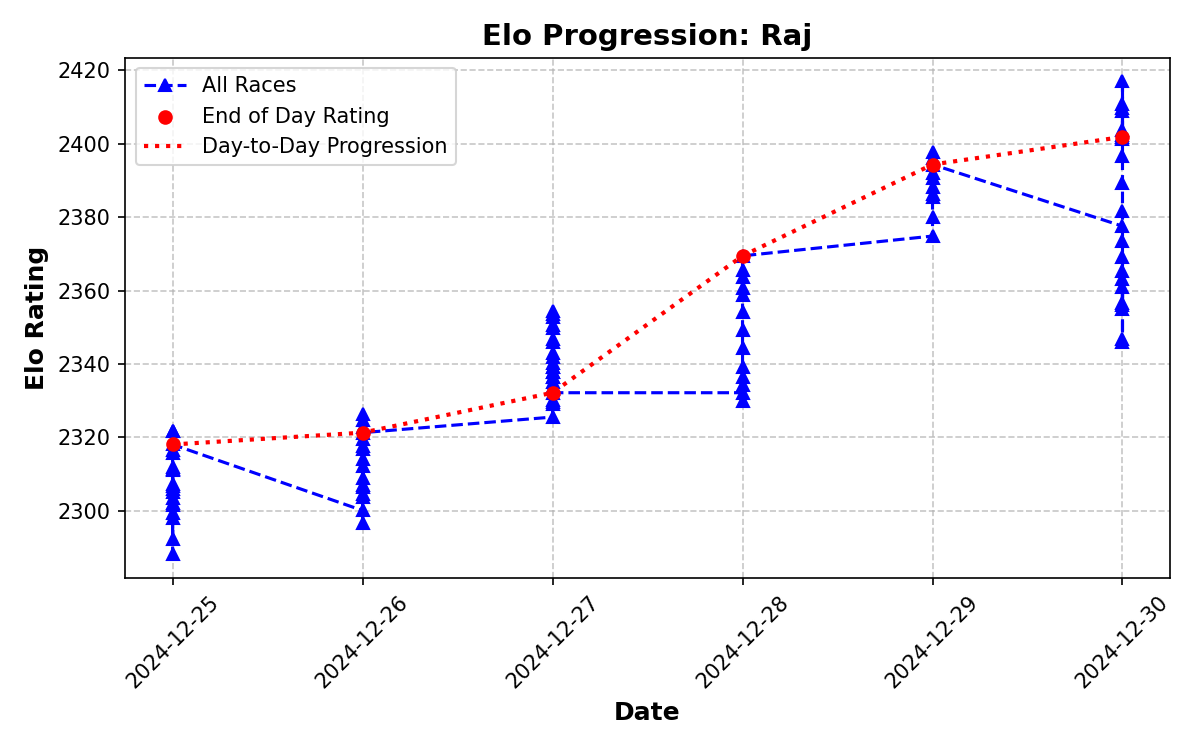 Elo Progression: Raj
All Races
End of Day Rating
Day-to-Day Progression
Elo Rating
2420
2400
2380
2360
2340
2320
2300
2024-12-25
2024-12-26
2024-12-27
2024-12-28
2024-12-29
2024-12-30
Date